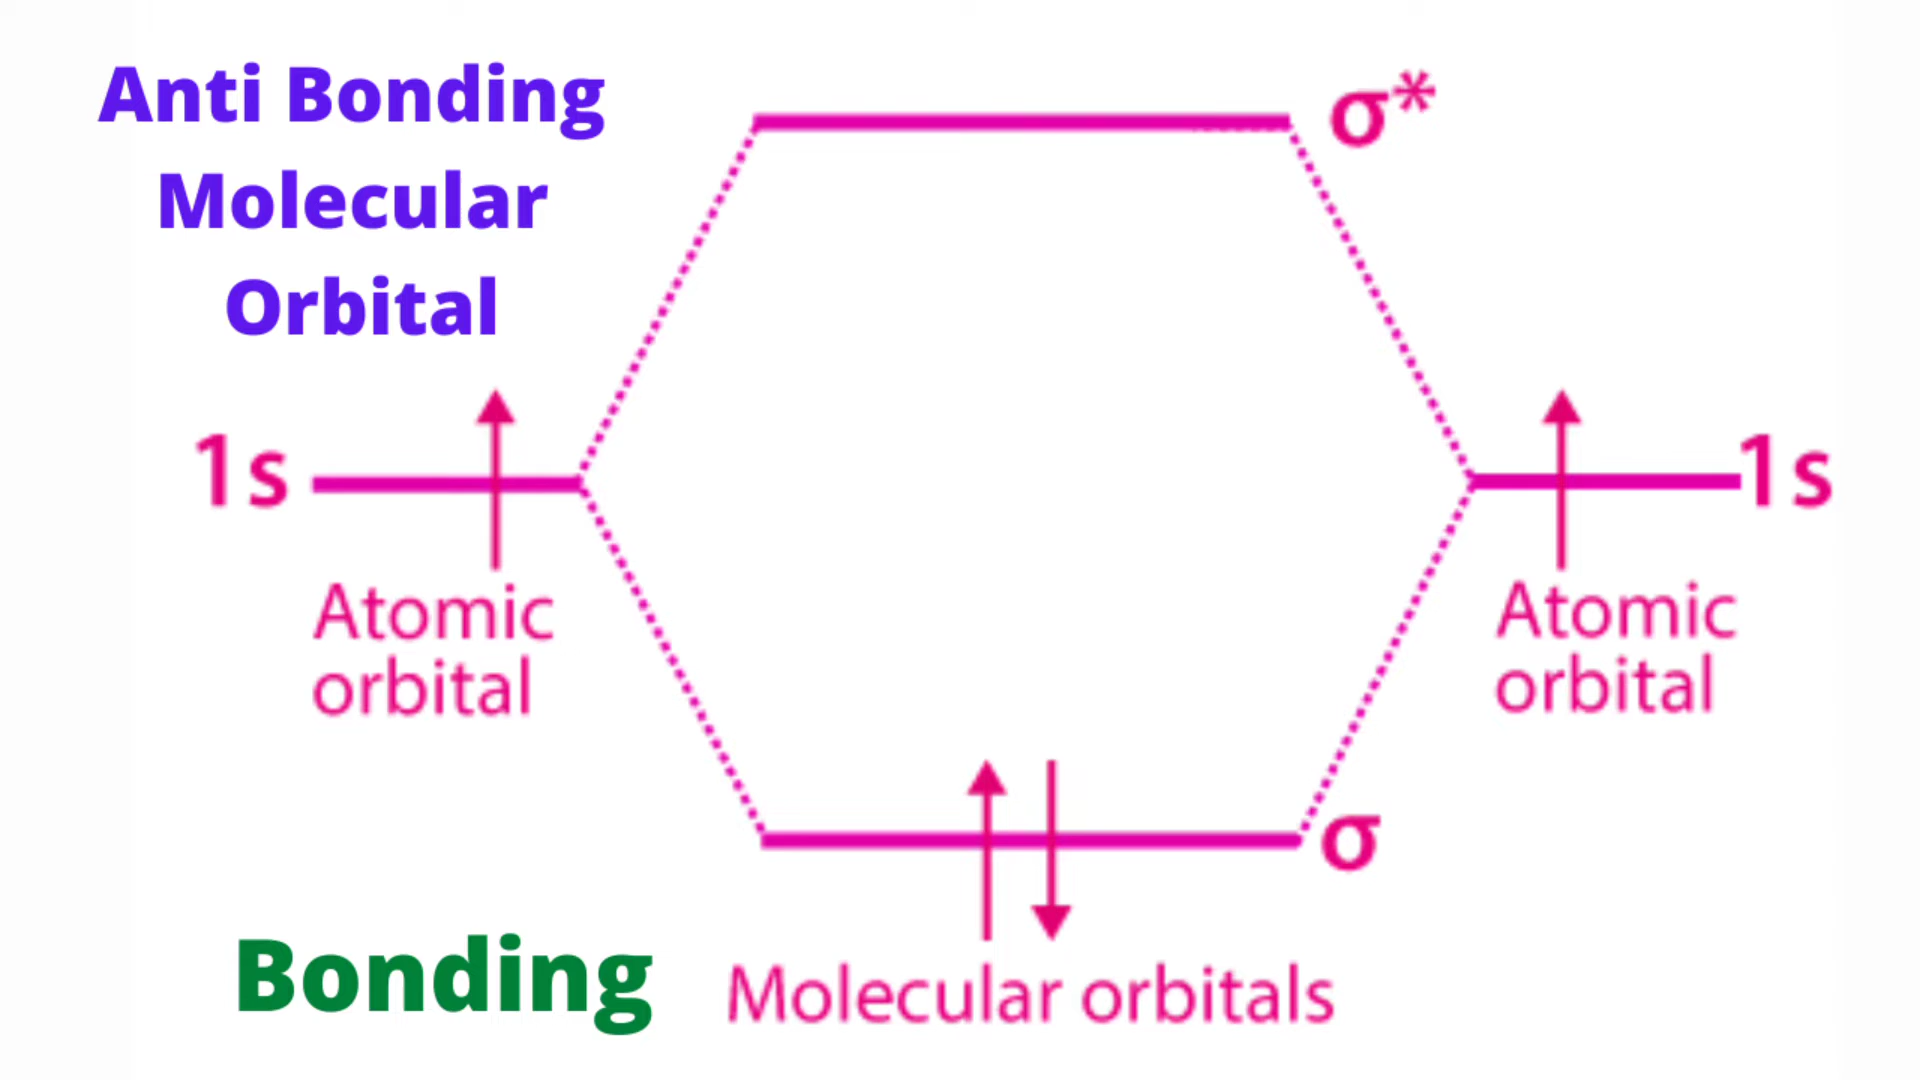 Anti Bonding
Molecular
Orbital
σ*
1s
1s
Atomic
orbital
Atomic
orbital
σ
Bonding
Molecular orbitals